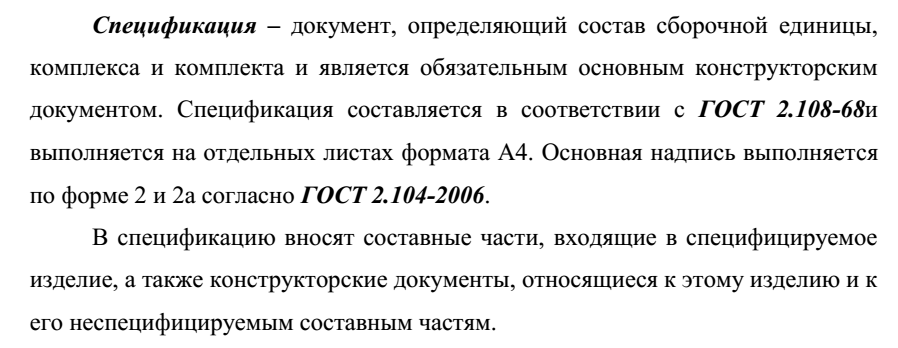 Спецификация – документ, определяющий состав сборочной единицы,
комплекса и комплекта и является обязательным основным конструкторским
документом. Спецификация составляется в соответствии с ГОСТ 2.108-68и
выполняется на отдельных листах формата А4. Основная надпись выполняется
по форме 2 и 2а согласно ГОСТ 2.104-2006.
В спецификацию вносят составные части, входящие в специфицируемое
изделие, а также конструкторские документы, относящиеся к этому изделию и к
его неспецифицируемым составным частям.